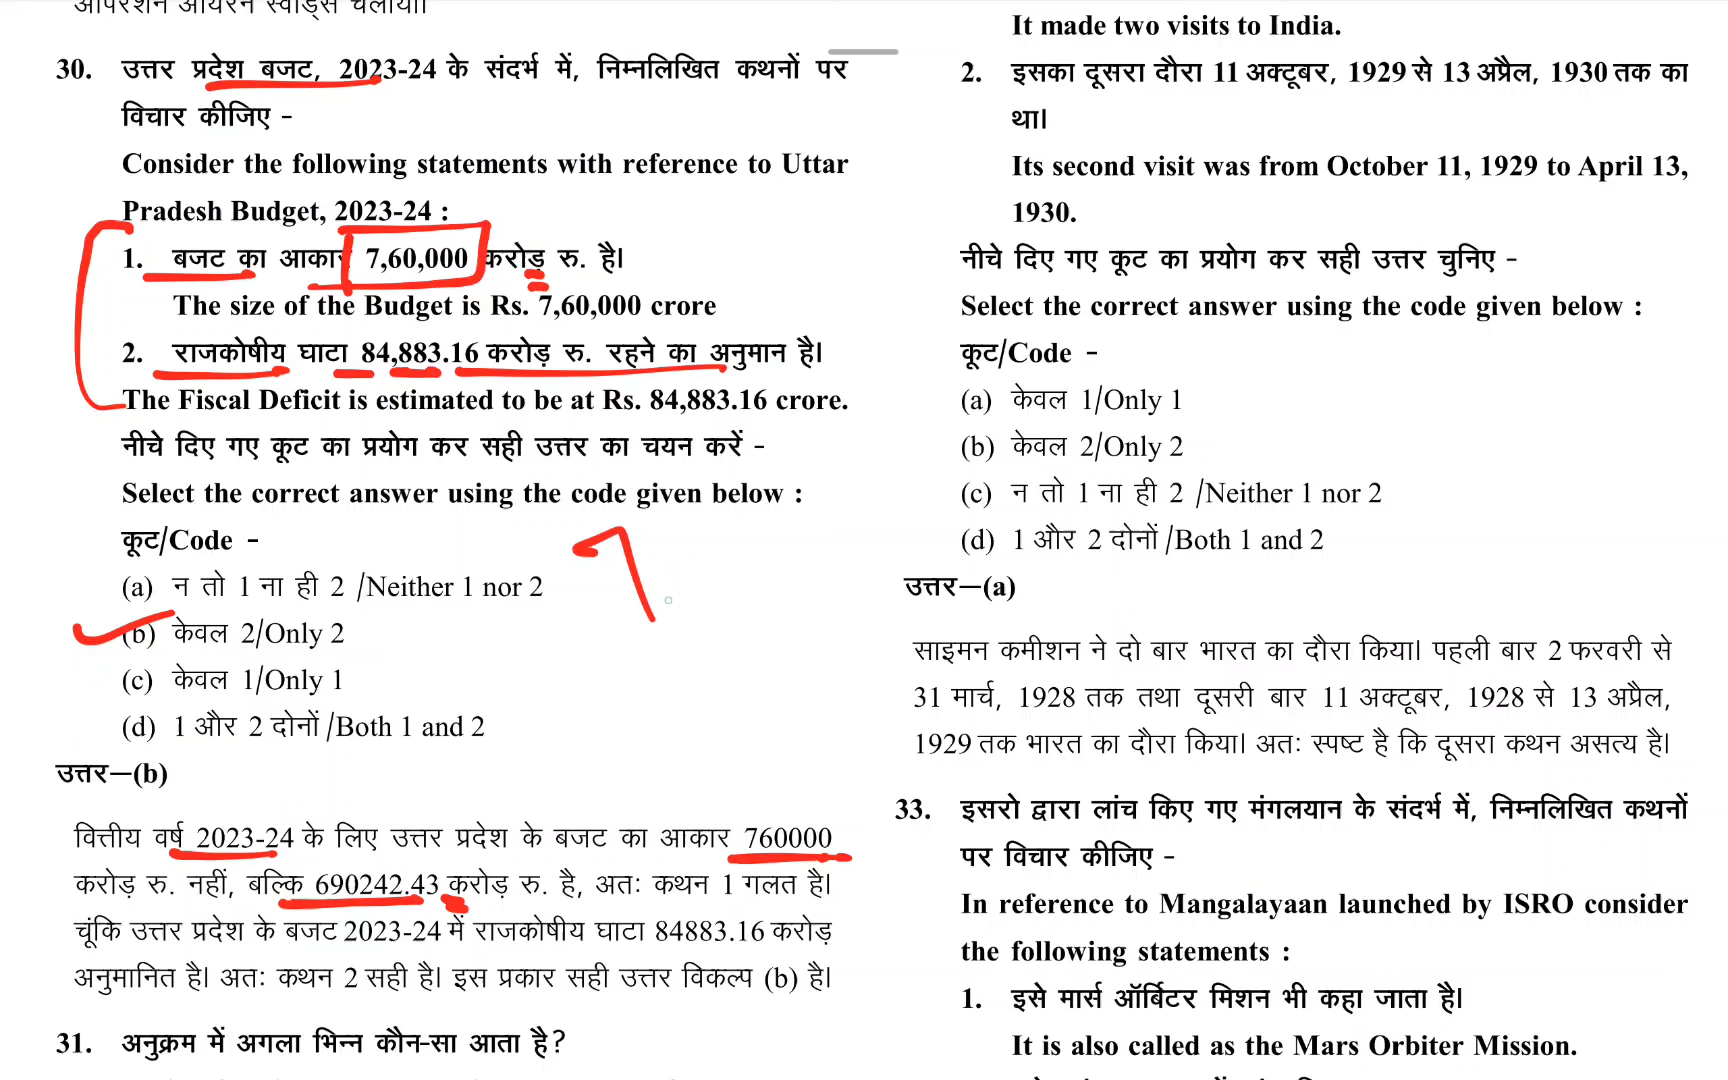 ऑपरेशन आयरन स्वोर्ड्स चलाया।
30. उत्तर प्रदेश बजट, 2023-24 के संदर्भ में, निम्नलिखित कथनों पर
विचार कीजिए -
Consider the following statements with reference to Uttar
Pradesh Budget, 2023-24 :
1. बजट का आकार 7,60,000 करोड़ रु. है।
The size of the Budget is Rs. 7,60,000 crore
2. राजकोषीय घाटा 84,883.16 करोड़ रु. रहने का अनुमान है।
The Fiscal Deficit is estimated to be at Rs. 84,883.16 crore.
नीचे दिए गए कूट का प्रयोग कर सही उत्तर का चयन करें -
Select the correct answer using the code given below :
कूट/Code -
(a) न तो 1 ना ही 2 /Neither 1 nor 2
(b) केवल 2/Only 2
(c) केवल 1/Only 1
(d) 1 और 2 दोनों /Both 1 and 2
उत्तर—(b)
वित्तीय वर्ष 2023-24 के लिए उत्तर प्रदेश के बजट का आकार 760000
करोड़ रु. नहीं, बल्कि 690242.43 करोड़ रु. है, अतः कथन 1 गलत है।
चूंकि उत्तर प्रदेश के बजट 2023-24 में राजकोषीय घाटा 84883.16 करोड़
अनुमानित है। अतः कथन 2 सही है। इस प्रकार सही उत्तर विकल्प (b) है।
31. अनुक्रम में अगला भिन्न कौन-सा आता है?
It made two visits to India.
2. इसका दूसरा दौरा 11 अक्टूबर, 1929 से 13 अप्रैल, 1930 तक का
था।
Its second visit was from October 11, 1929 to April 13,
1930.
नीचे दिए गए कूट का प्रयोग कर सही उत्तर चुनिए -
Select the correct answer using the code given below :
कूट/Code -
(a) केवल 1/Only 1
(b) केवल 2/Only 2
(c) न तो 1 ना ही 2 /Neither 1 nor 2
(d) 1 और 2 दोनों /Both 1 and 2
उत्तर—(a)
साइमन कमीशन ने दो बार भारत का दौरा किया। पहली बार 2 फरवरी से
31 मार्च, 1928 तक तथा दूसरी बार 11 अक्टूबर, 1928 से 13 अप्रैल,
1929 तक भारत का दौरा किया। अतः स्पष्ट है कि दूसरा कथन असत्य है।
33. इसरो द्वारा लांच किए गए मंगलयान के संदर्भ में, निम्नलिखित कथनों
पर विचार कीजिए -
In reference to Mangalayaan launched by ISRO consider
the following statements :
1. इसे मार्स ऑर्बिटर मिशन भी कहा जाता है।
It is also called as the Mars Orbiter Mission.